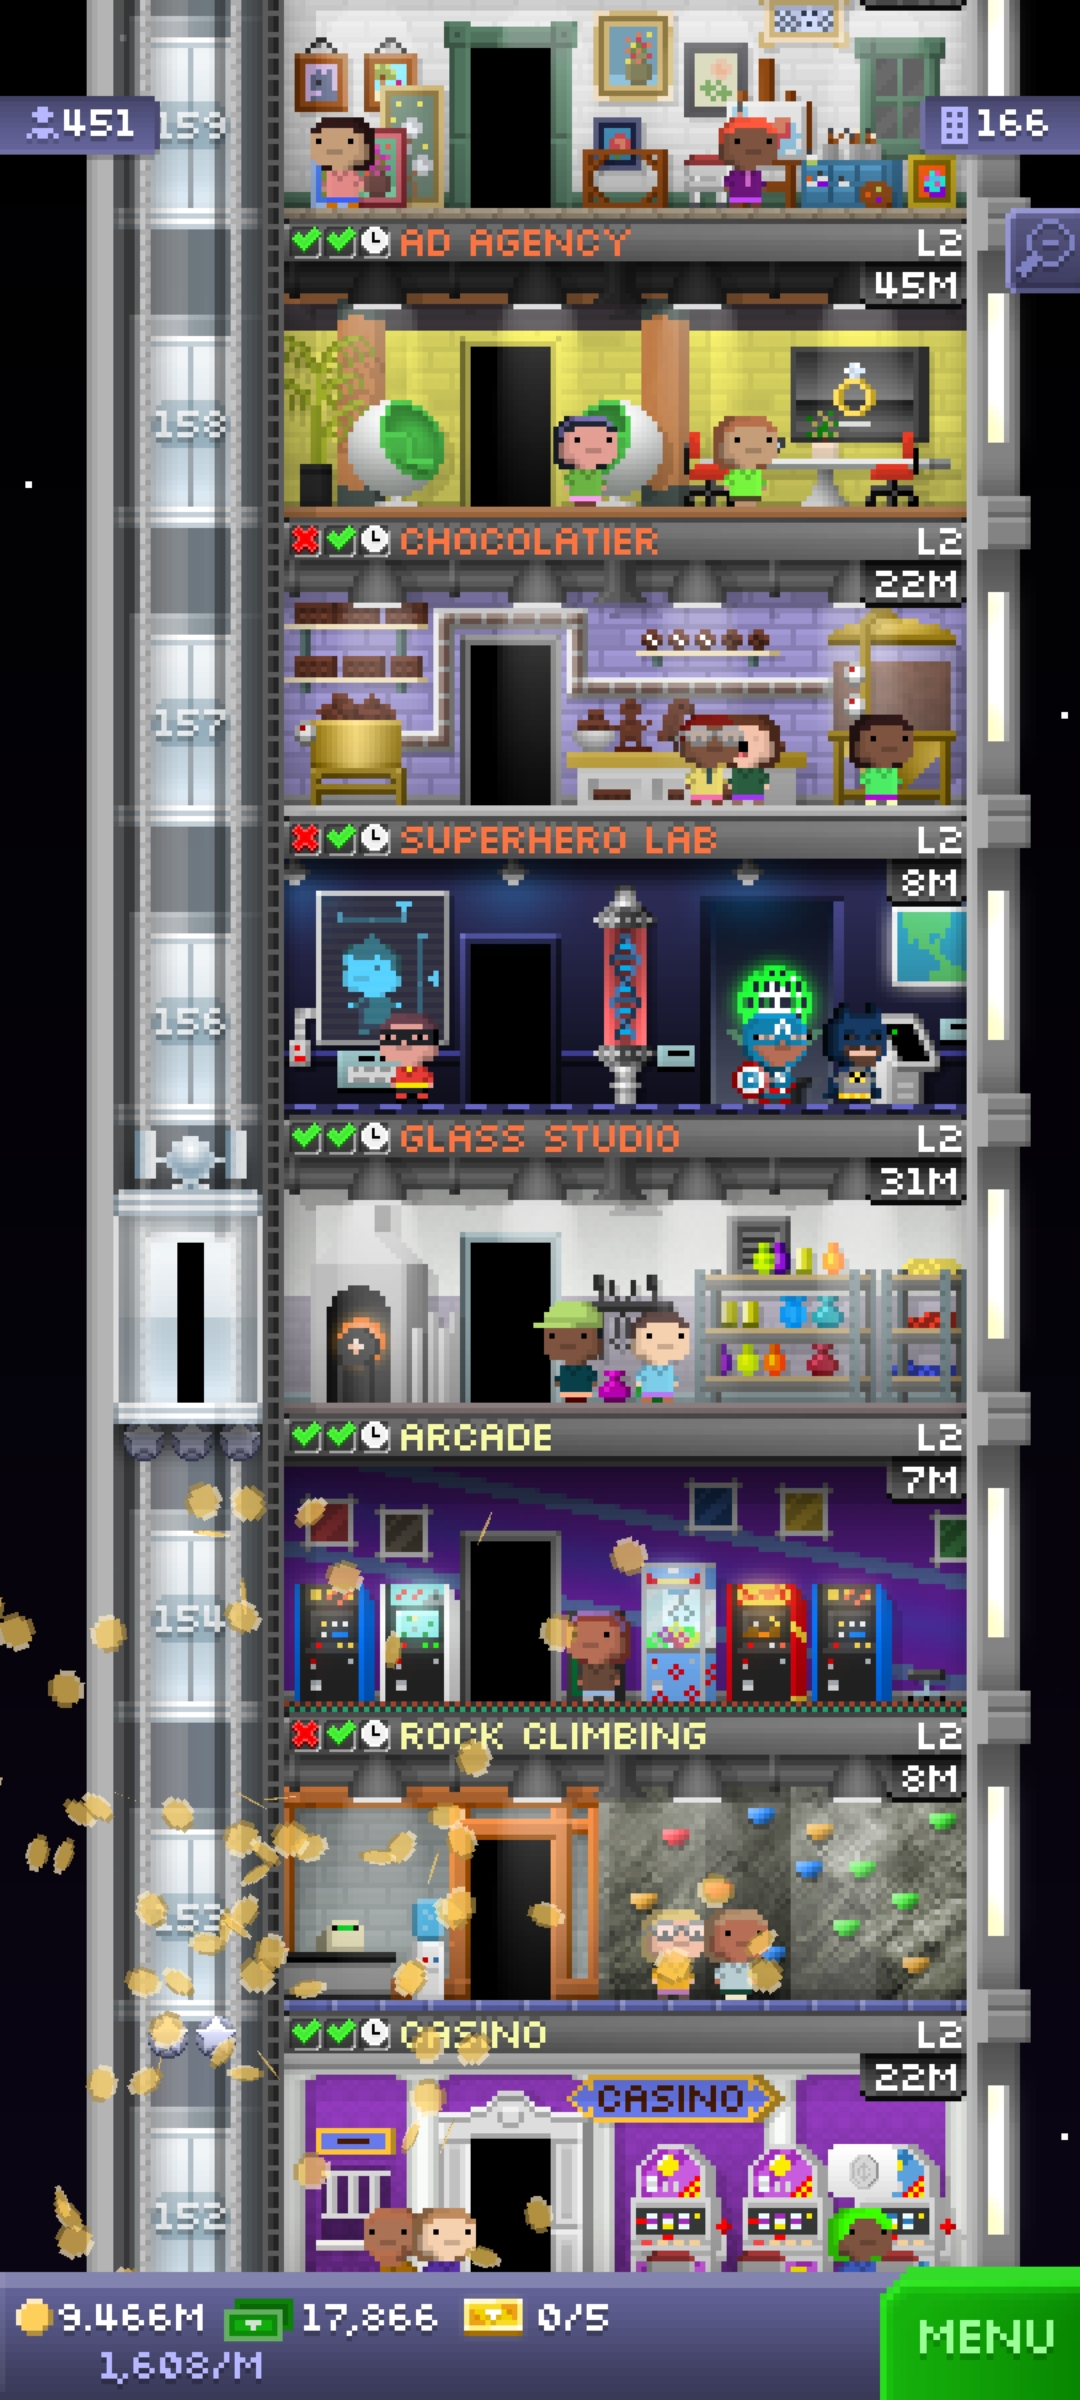 451
159
166
AD AGENCY L2
45M
158
CHOCOLATIER L2
22M
157
SUPERHERO LAB L2
8M
156
GLASS STUDIO L2
31M
ARCADE L2
7M
154
ROCK CLIMBING L2
8M
153
CASINO L2
22M
CASINO
152
9.466M 17,866 0/5
1,608/M
MENU